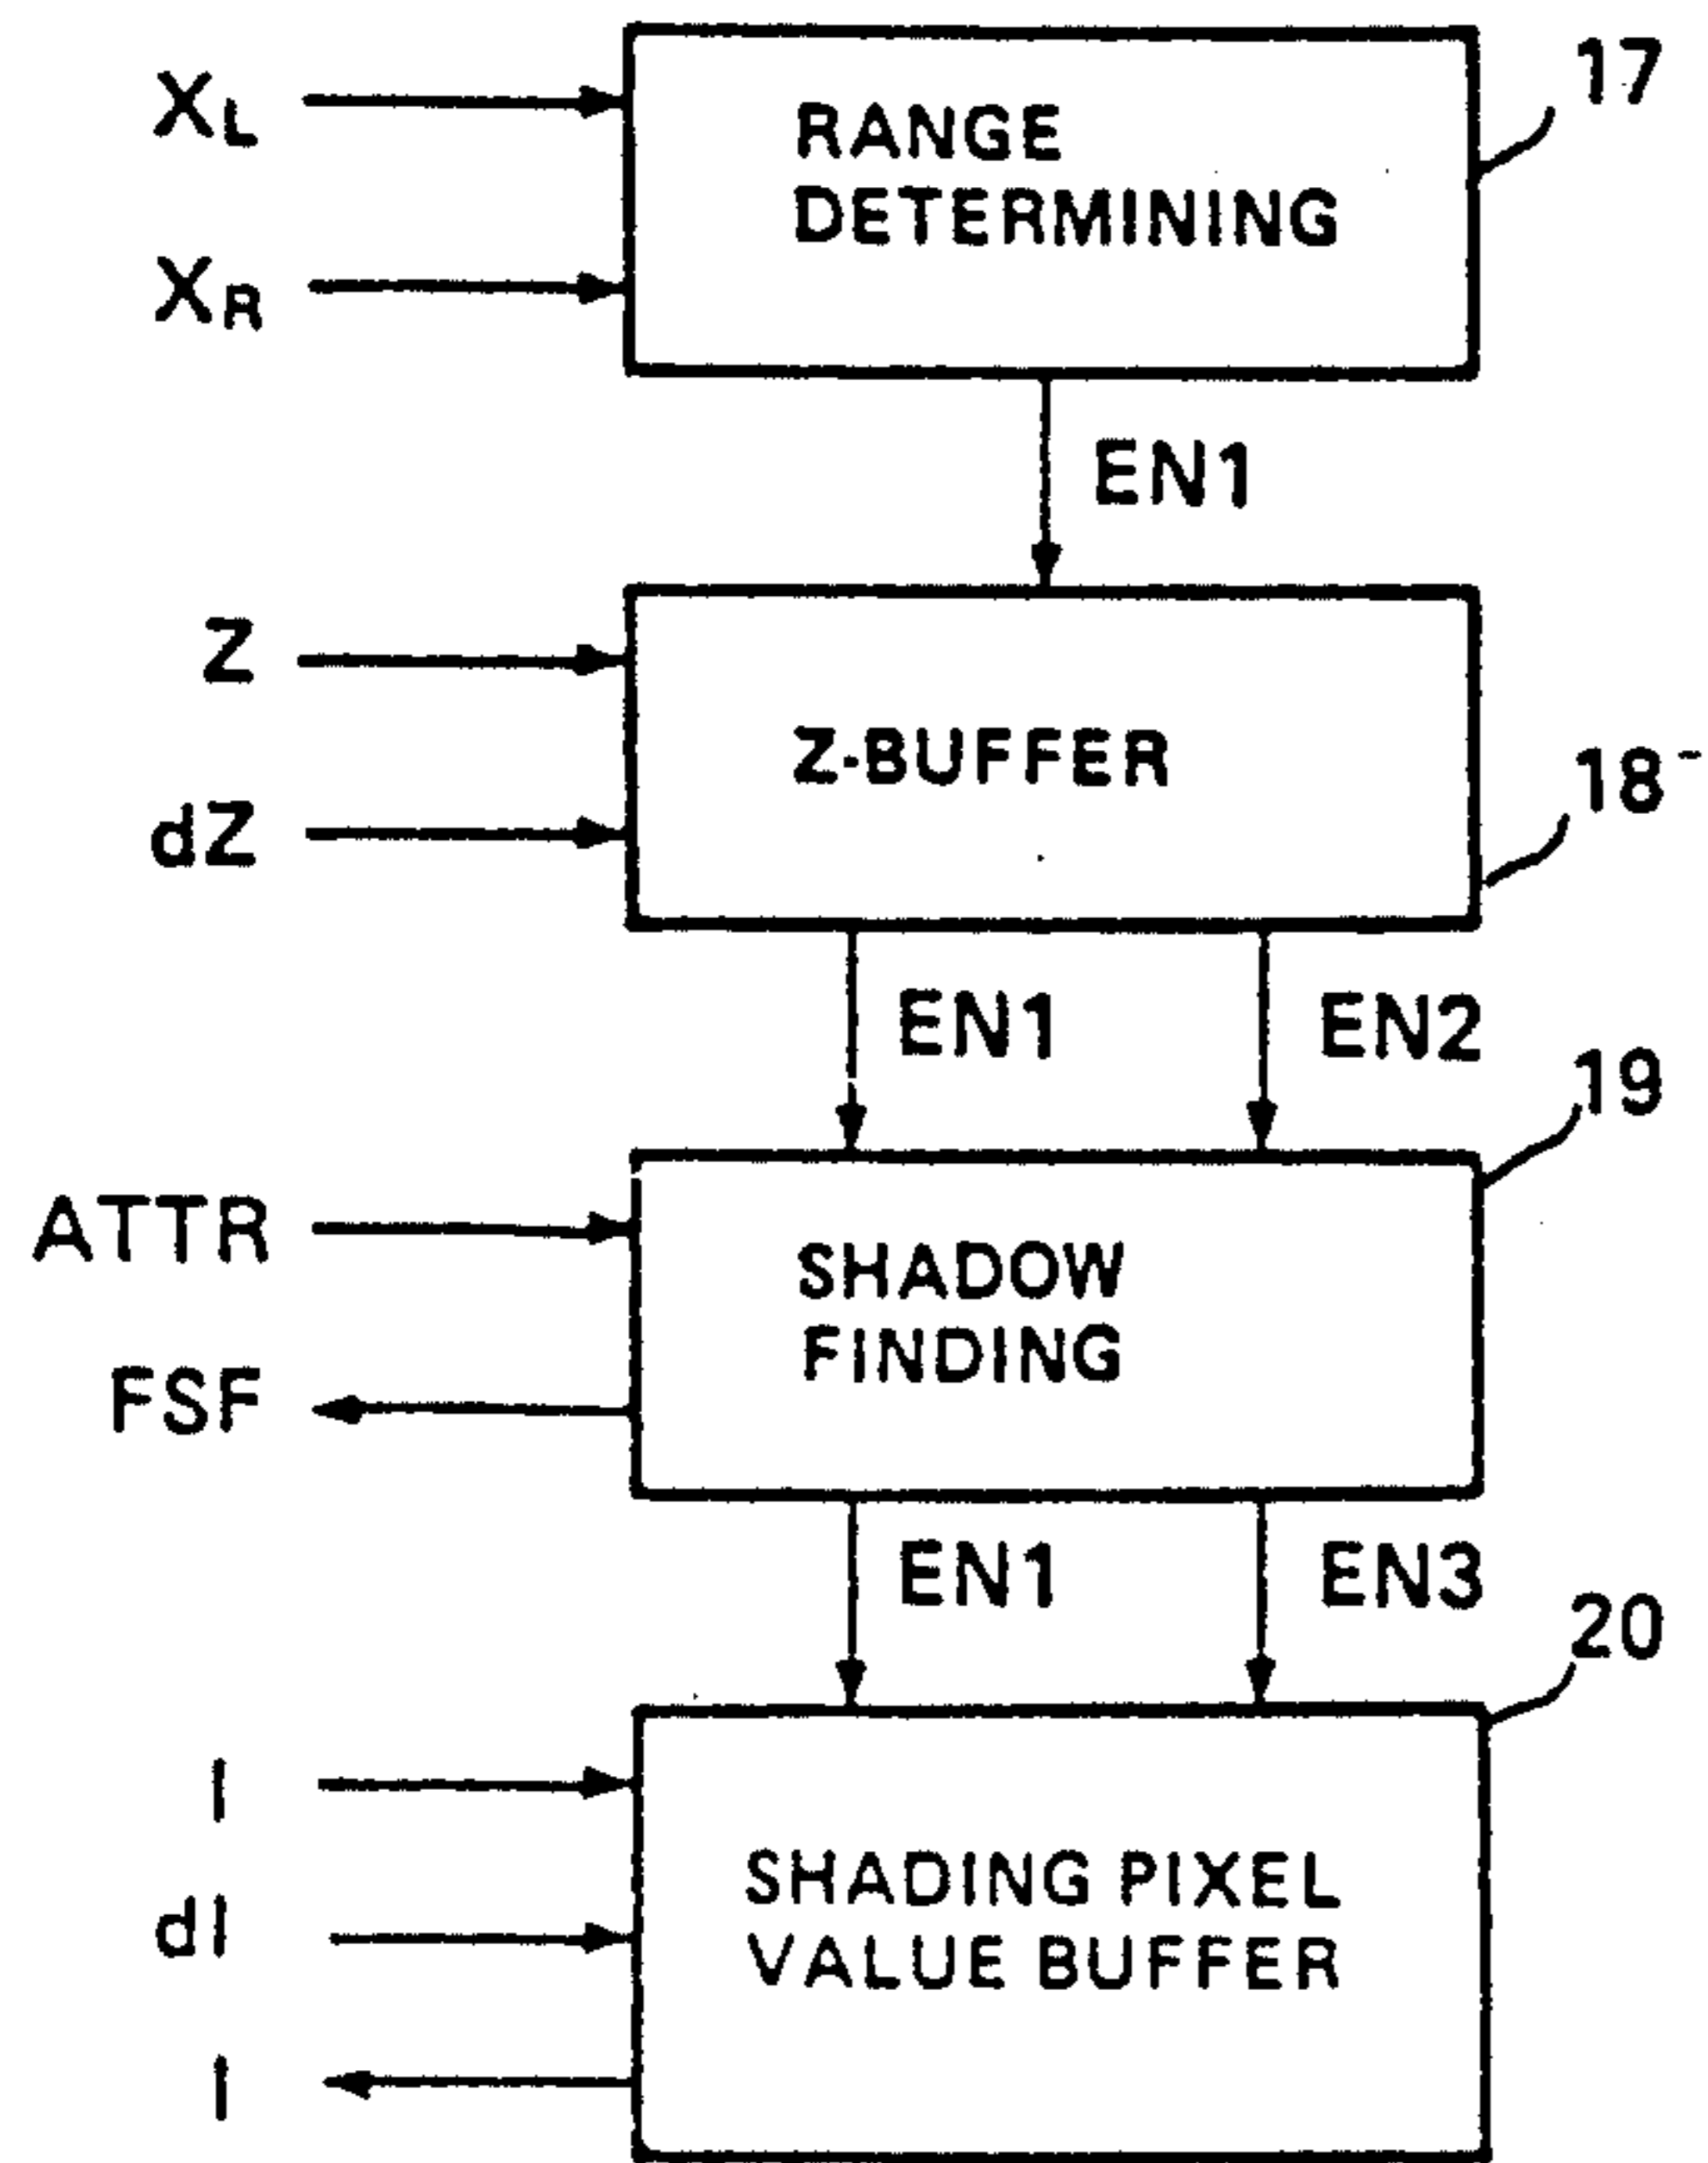 17
XL
RANGE
DETERMINING
XR
EN1
Z
Z-BUFFER
18
dZ
EN1
EN2
19
ATTR
SHADOW
FINDING
FSF
EN1
EN3
20
I
SHADING PIXEL
dI
VALUE BUFFER
I